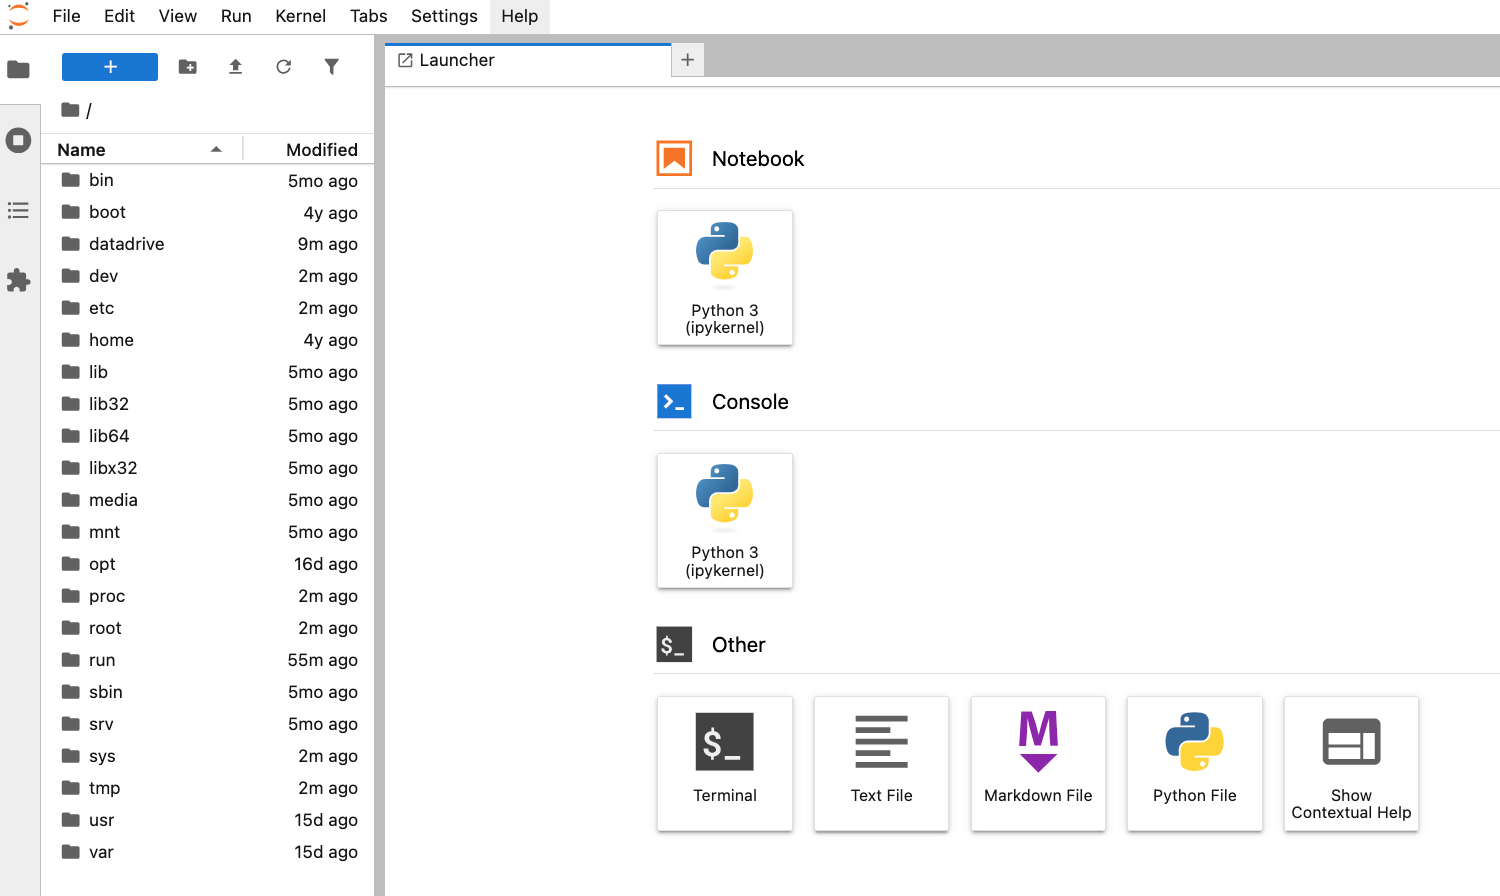 File Edit View Run Kernel Tabs Settings Help
+
Launcher
+
/
Name Modified
bin 5mo ago
boot 4y ago
datadrive 9m ago
dev 2m ago
etc 2m ago
home 4y ago
lib 5mo ago
lib32 5mo ago
lib64 5mo ago
libx32 5mo ago
media 5mo ago
mnt 5mo ago
opt 16d ago
proc 2m ago
root 2m ago
run 55m ago
sbin 5mo ago
srv 5mo ago
sys 2m ago
tmp 2m ago
usr 15d ago
var 15d ago
Notebook
Python 3
(ipykernel)
Console
Python 3
(ipykernel)
$_ Other
$_
M
Terminal
Text File
Markdown File
Python File
Show
Contextual Help